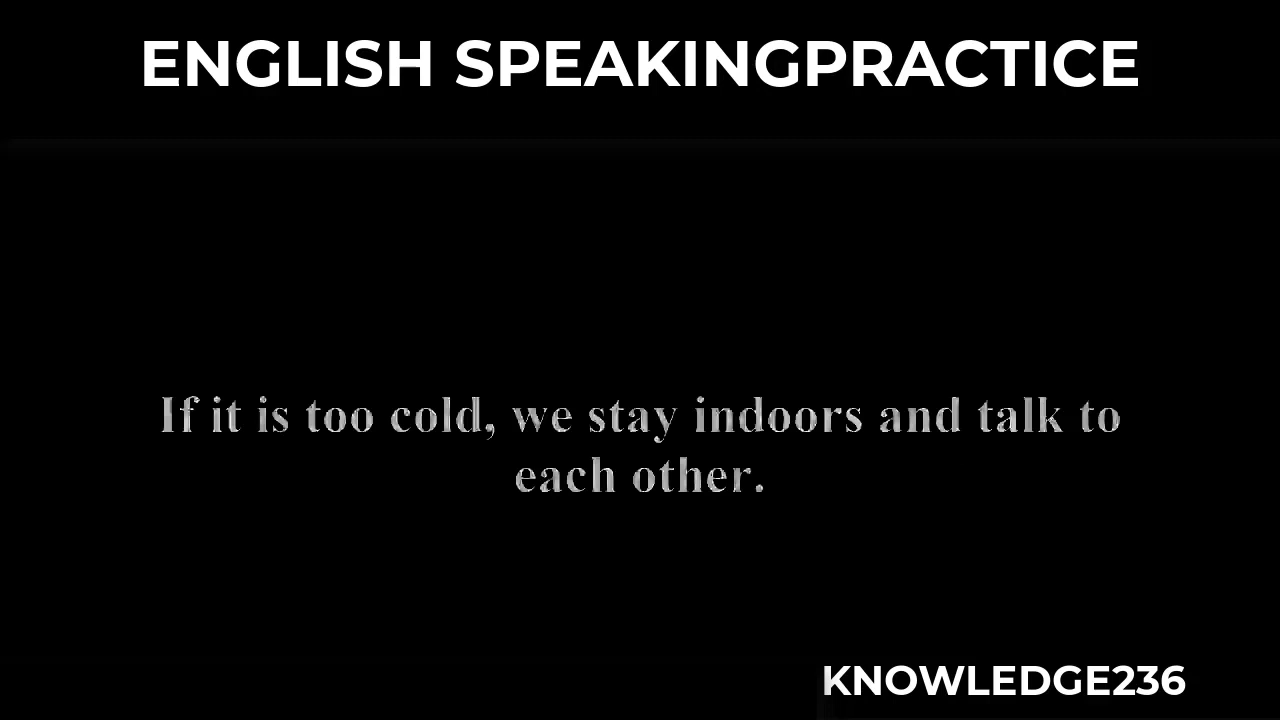 ENGLISH SPEAKINGPRACTICE
If it is too cold, we stay indoors and talk to
each other.
KNOWLEDGE236